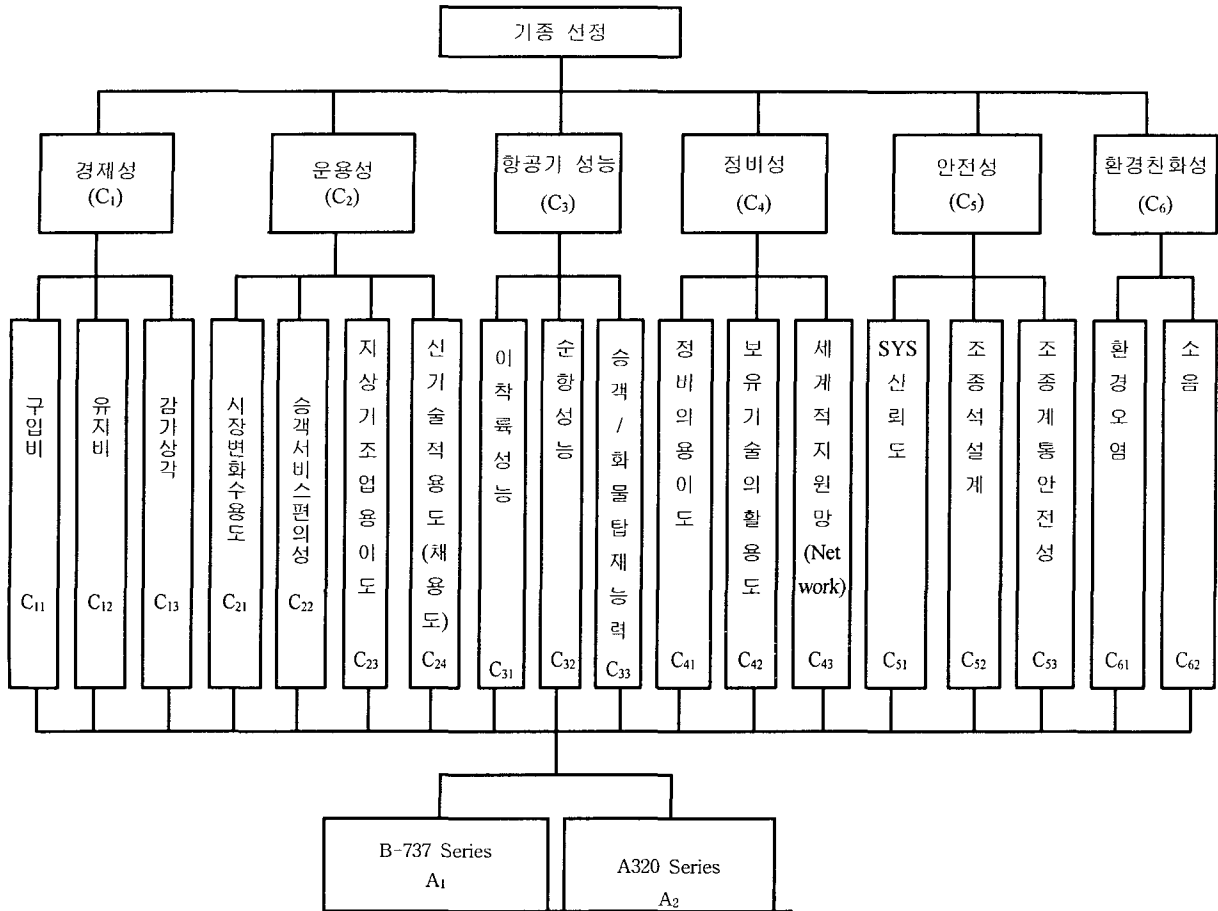 기종 선정
경제성
(C₁)
운용성
(C₂)
항공기 성능
(C₃)
정비성
(C₄)
안전성
(C₅)
환경친화성
(C₆)
구입비
C₁₁
유지비
C₁₂
감가상각
C₁₃
시장변화수용도
C₂₁
승객서비스편의성
C₂₂
지상기조업용이도
C₂₃
신기술적용도(채용도)
C₂₄
이착륙성능
C₃₁
순항성능
C₃₂
승객/화물탑재능력
C₃₃
정비의용이도
C₄₁
보유기술의활용도
C₄₂
세계적지원망
(Net
work)
C₄₃
SYS
신뢰도
C₅₁
조종석설계
C₅₂
조종계통안전성
C₅₃
환경오염
C₆₁
소음
C₆₂
B-737 Series
A₁
A320 Series
A₂